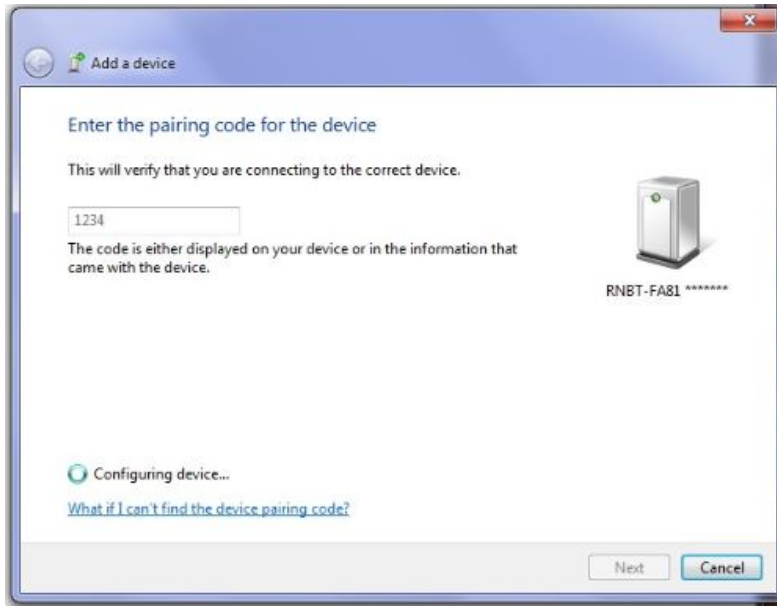 Add a device
Enter the pairing code for the device
This will verify that you are connecting to the correct device.
1234
The code is either displayed on your device or in the information that
came with the device.
RNBT-FA81 *******
Configuring device...
What if I can't find the device pairing code?
Next
Cancel